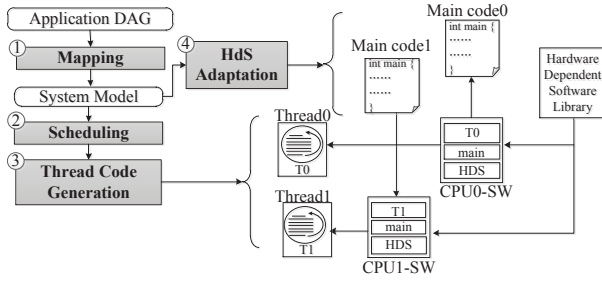 Application DAG
1
Mapping
System Model
2
Scheduling
3
Thread Code
Generation
4
HdS
Adaptation
Main code1
int main {
......
......
}
Main code0
int main {
......
......
}
Hardware
Dependent
Software
Library
Thread0
T0
T0
main
HDS
CPU0-SW
Thread1
T1
T1
main
HDS
CPU1-SW